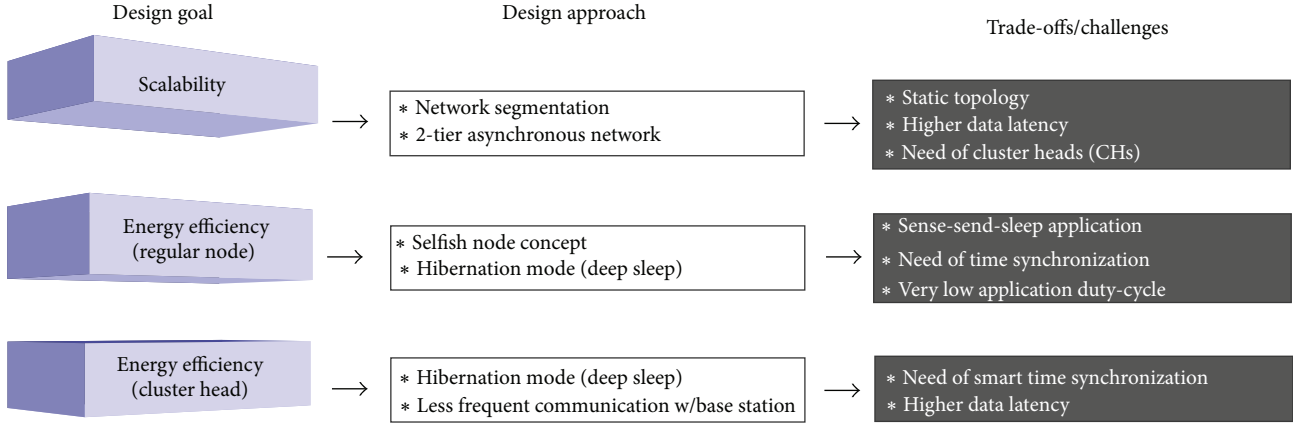 Design goal
Design approach
Trade-offs/challenges
Scalability
∗ Network segmentation
∗ 2-tier asynchronous network
∗ Static topology
∗ Higher data latency
∗ Need of cluster heads (CHs)
Energy efficiency
(regular node)
∗ Selfish node concept
∗ Hibernation mode (deep sleep)
∗ Sense-send-sleep application
∗ Need of time synchronization
∗ Very low application duty-cycle
Energy efficiency
(cluster head)
∗ Hibernation mode (deep sleep)
∗ Less frequent communication w/base station
∗ Need of smart time synchronization
∗ Higher data latency